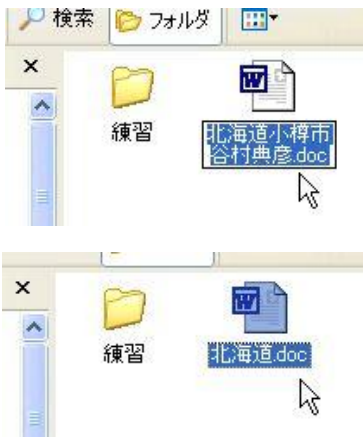 検索 フォルダ
練習
北海道小樽市
谷村典彦.doc
練習
北海道.doc